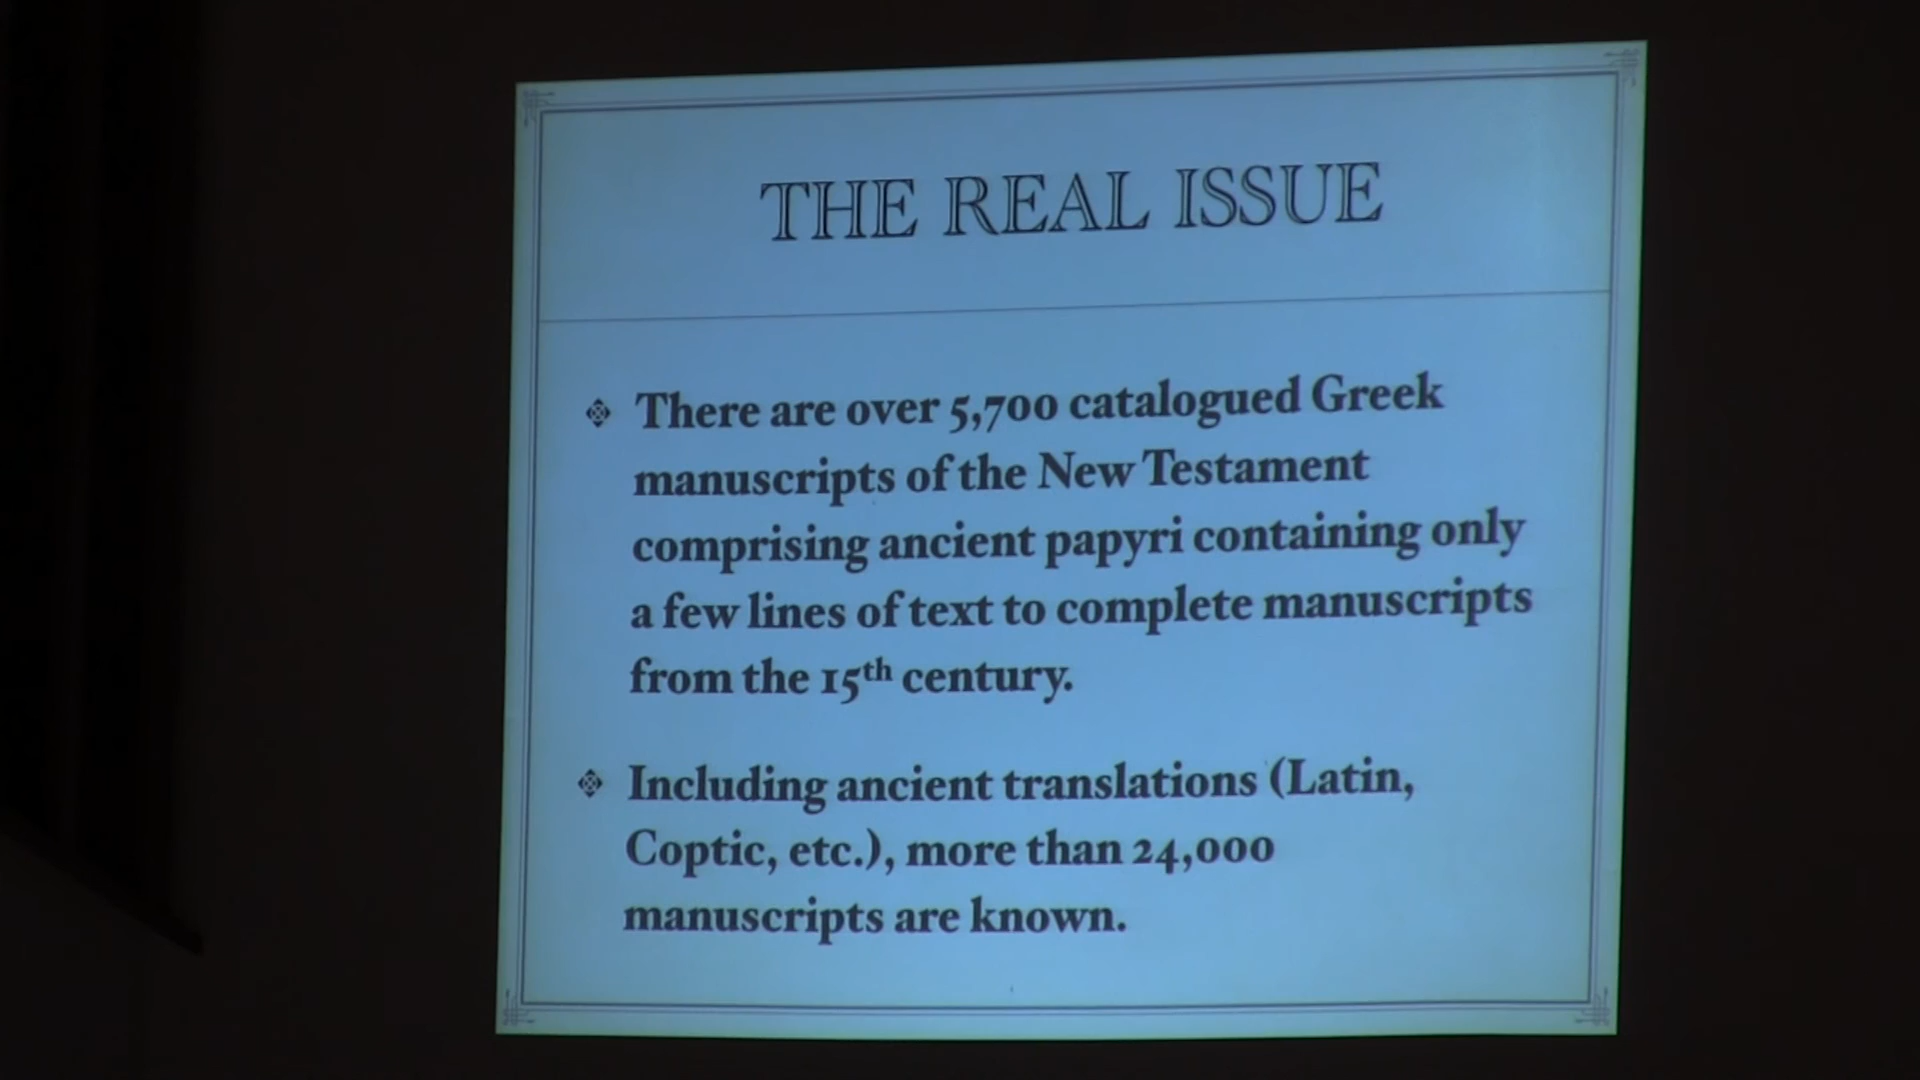 THE REAL ISSUE
There are over 5,700 catalogued Greek
manuscripts of the New Testament
comprising ancient papyri containing only
a few lines of text to complete manuscripts
from the 15th century.
Including ancient translations (Latin,
Coptic, etc.), more than 24,000
manuscripts are known.